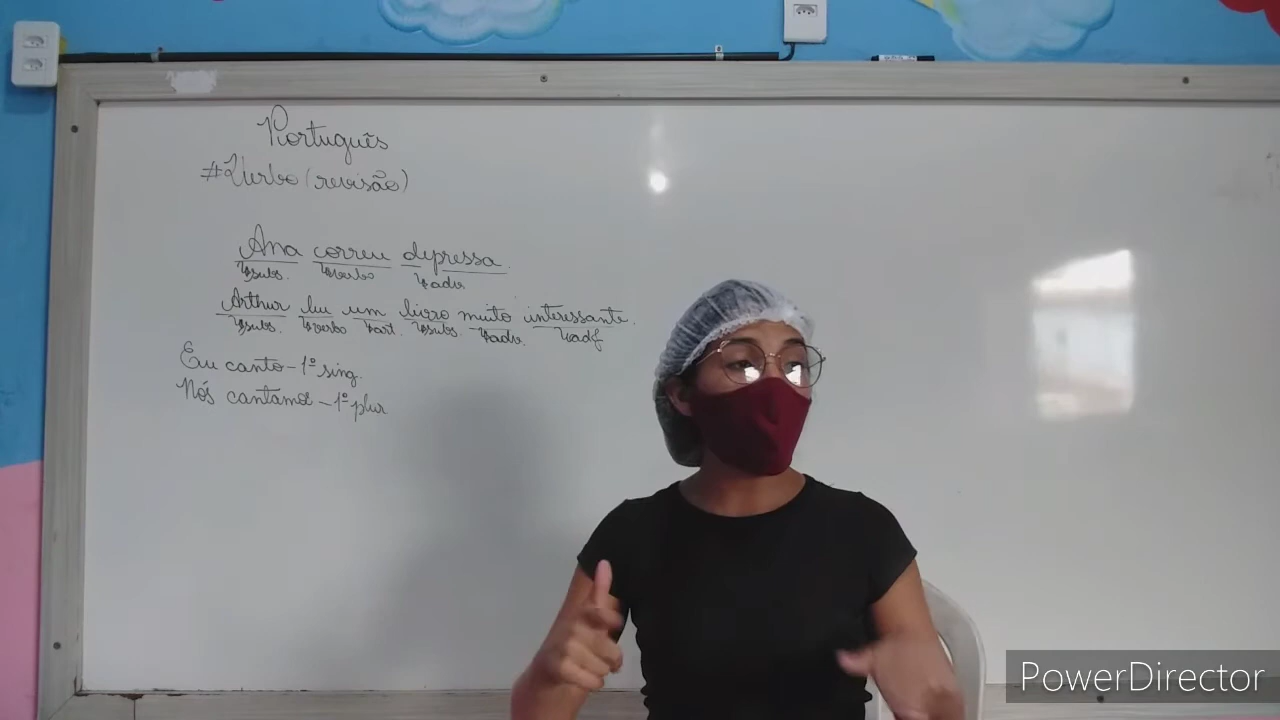 Português
#Verbo (revisão)
Ana correu depressa.
subs. verbo adv
Arthur leu um livro muito interessante.
subs. verbo art. subs. adv. adj
Eu canto - 1º sing.
Nós cantamos - 1º plur
PowerDirector